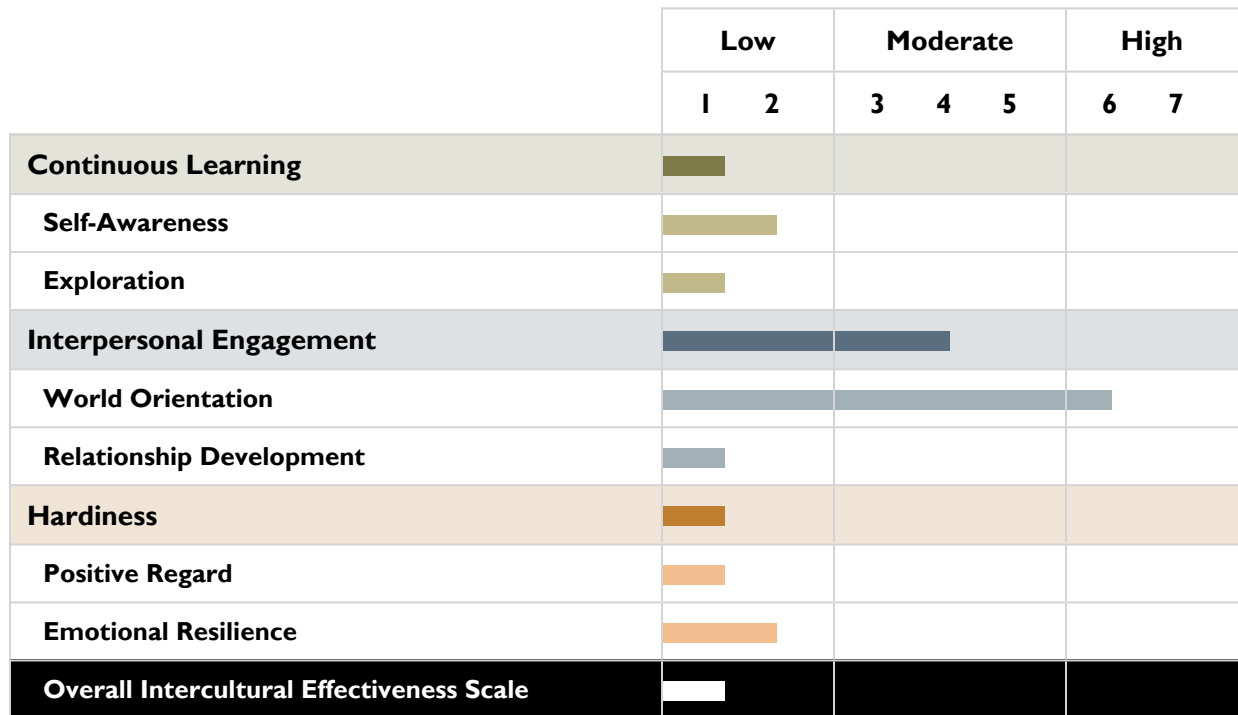 Low Moderate High
1 2 3 4 5 6 7
Continuous Learning
Self-Awareness
Exploration
Interpersonal Engagement
World Orientation
Relationship Development
Hardiness
Positive Regard
Emotional Resilience
Overall Intercultural Effectiveness Scale